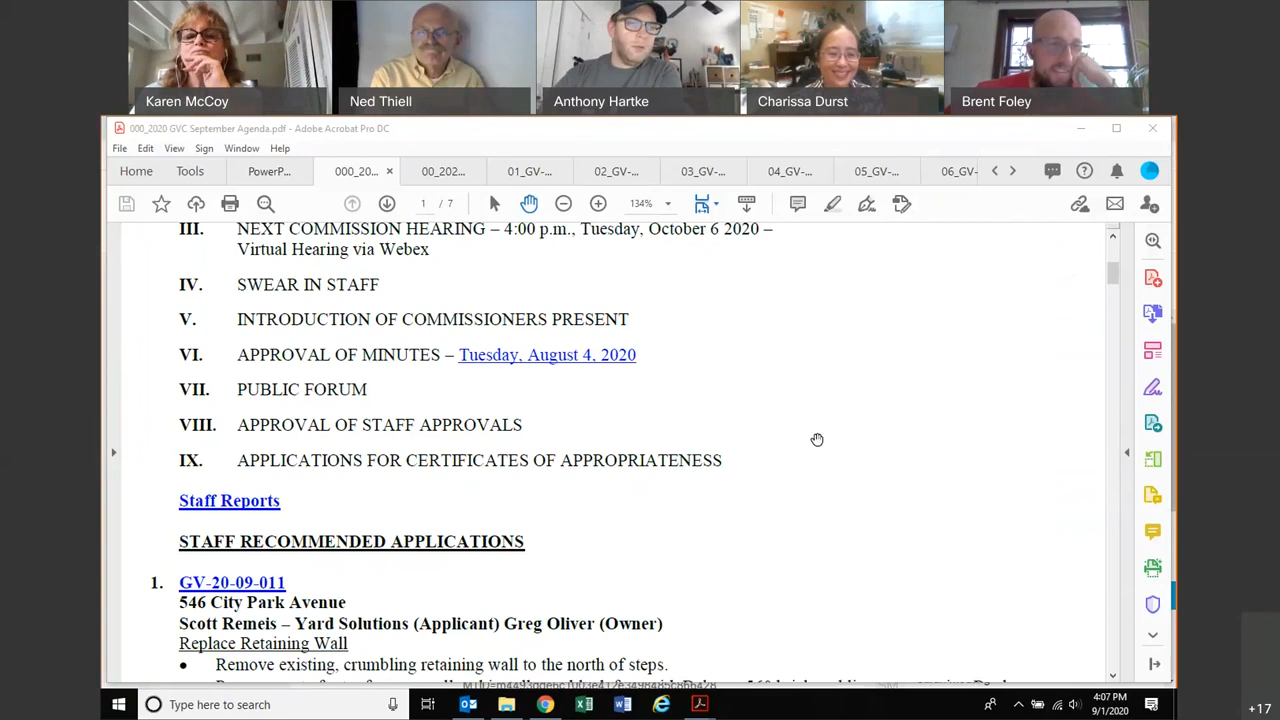 Karen McCoy
Ned Thiell
Anthony Hartke
Charissa Durst
Brent Foley
000_2020 GVC September Agenda.pdf - Adobe Acrobat Pro DC
File Edit View Sign Window Help
Home Tools PowerP... 000_20... × 00_202... 01_GV-... 02_GV-... 03_GV-... 04_GV-... 05_GV-... 06_GV-
1 / 7 134%
III. NEXT COMMISSION HEARING – 4:00 p.m., Tuesday, October 6 2020 –
Virtual Hearing via Webex
IV. SWEAR IN STAFF
V. INTRODUCTION OF COMMISSIONERS PRESENT
VI. APPROVAL OF MINUTES – Tuesday, August 4, 2020
VII. PUBLIC FORUM
VIII. APPROVAL OF STAFF APPROVALS
IX. APPLICATIONS FOR CERTIFICATES OF APPROPRIATENESS
Staff Reports
STAFF RECOMMENDED APPLICATIONS
1. GV-20-09-011
546 City Park Avenue
Scott Remeis – Yard Solutions (Applicant) Greg Oliver (Owner)
Replace Retaining Wall
• Remove existing, crumbling retaining wall to the north of steps.
Type here to search
4:07 PM
9/1/2020
+17